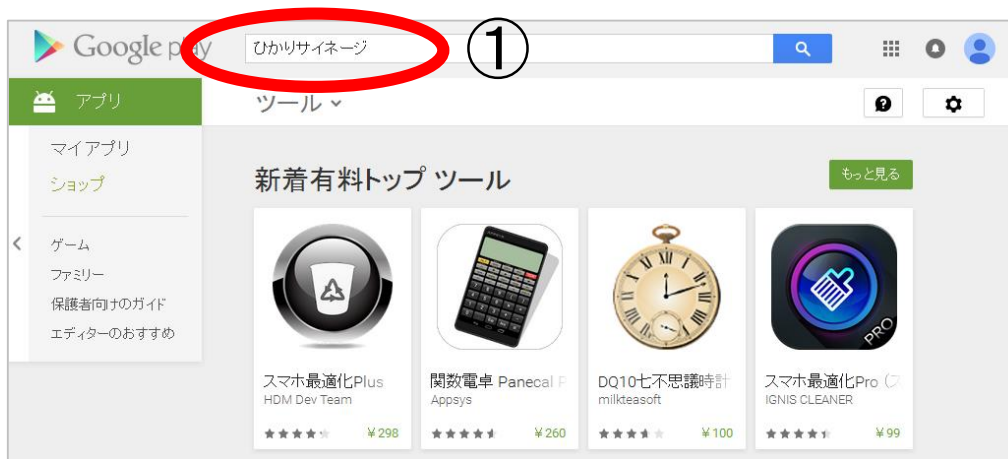 Google play
ひかりサイネージ
①
アプリ
ツール
マイアプリ
ショップ
新着有料トップ ツール
もっと見る
ゲーム
ファミリー
保護者向けのガイド
エディターのおすすめ
PRO
スマホ最適化Plus
HDM Dev Team
¥298
関数電卓 Panecal P
Appsys
¥260
DQ10七不思議時計
milkteasoft
¥100
スマホ最適化Pro（ス
IGNIS CLEANER
¥99